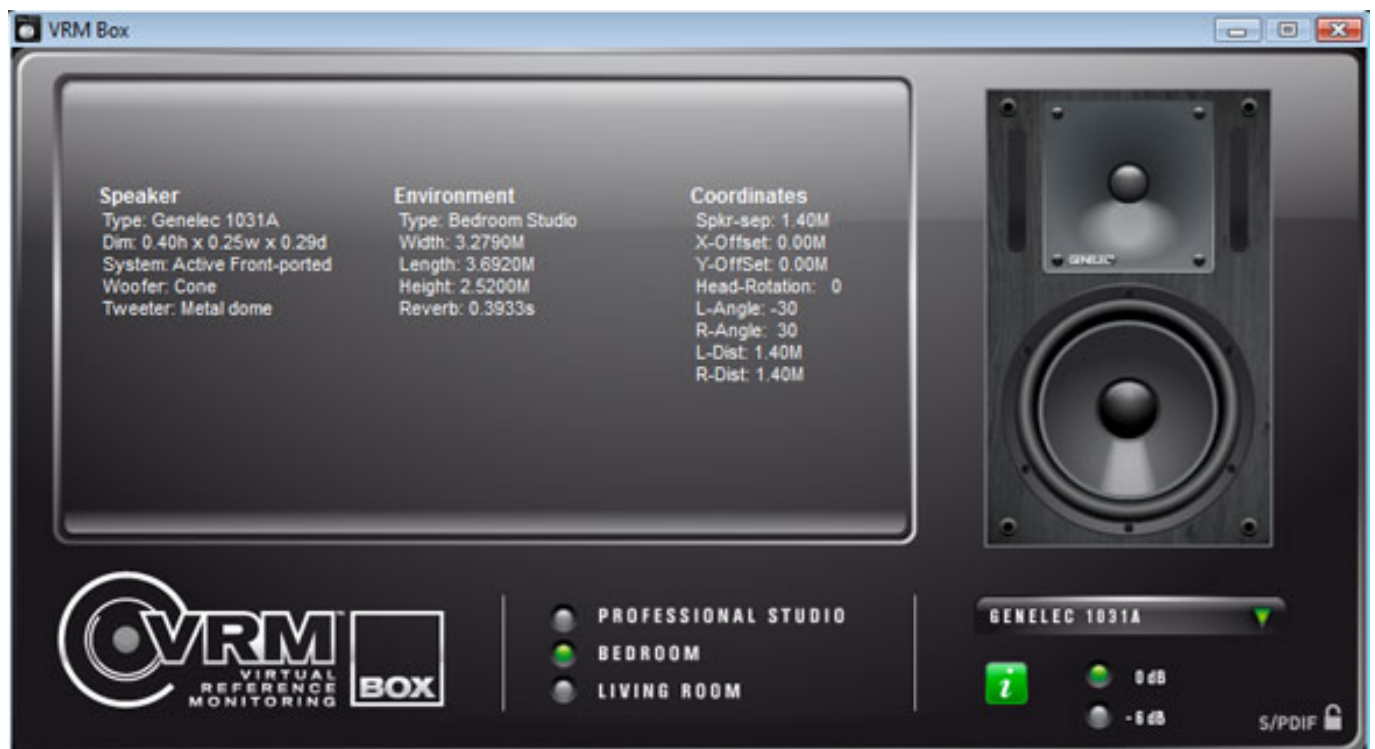 VRM Box
Speaker
Type: Genelec 1031A
Dim: 0.40h x 0.25w x 0.29d
System: Active Front-ported
Woofer: Cone
Tweeter: Metal dome
Environment
Type: Bedroom Studio
Width: 3.2790M
Length: 3.6920M
Height: 2.5200M
Reverb: 0.3933s
Coordinates
Spkr-sep: 1.40M
X-Offset: 0.00M
Y-OffSet: 0.00M
Head-Rotation: 0
L-Angle: -30
R-Angle: 30
L-Dist: 1.40M
R-Dist: 1.40M
GENELEC
VRM™
VIRTUAL
REFERENCE
MONITORING
BOX
PROFESSIONAL STUDIO
BEDROOM
LIVING ROOM
GENELEC 1031A
i
0 dB
-6 dB
S/PDIF